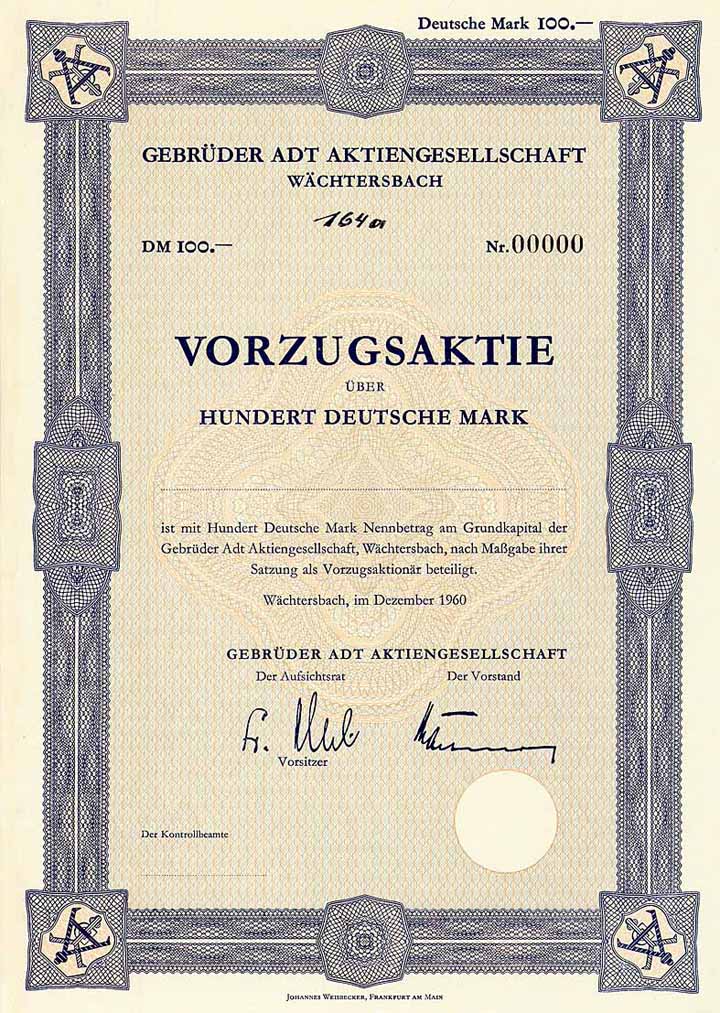 Deutsche Mark 100.—
GEBRÜDER ADT AKTIENGESELLSCHAFT
WÄCHTERSBACH
164a
DM 100.— Nr. 00000
VORZUGSAKTIE
ÜBER
HUNDERT DEUTSCHE MARK
ist mit Hundert Deutsche Mark Nennbetrag am Grundkapital der
Gebrüder Adt Aktiengesellschaft, Wächtersbach, nach Maßgabe ihrer
Satzung als Vorzugsaktionär beteiligt.
Wächtersbach, im Dezember 1960
GEBRÜDER ADT AKTIENGESELLSCHAFT
Der Aufsichtsrat Der Vorstand
Vorsitzer
Der Kontrollbeamte
JOHANNES WEISBECKER, FRANKFURT AM MAIN